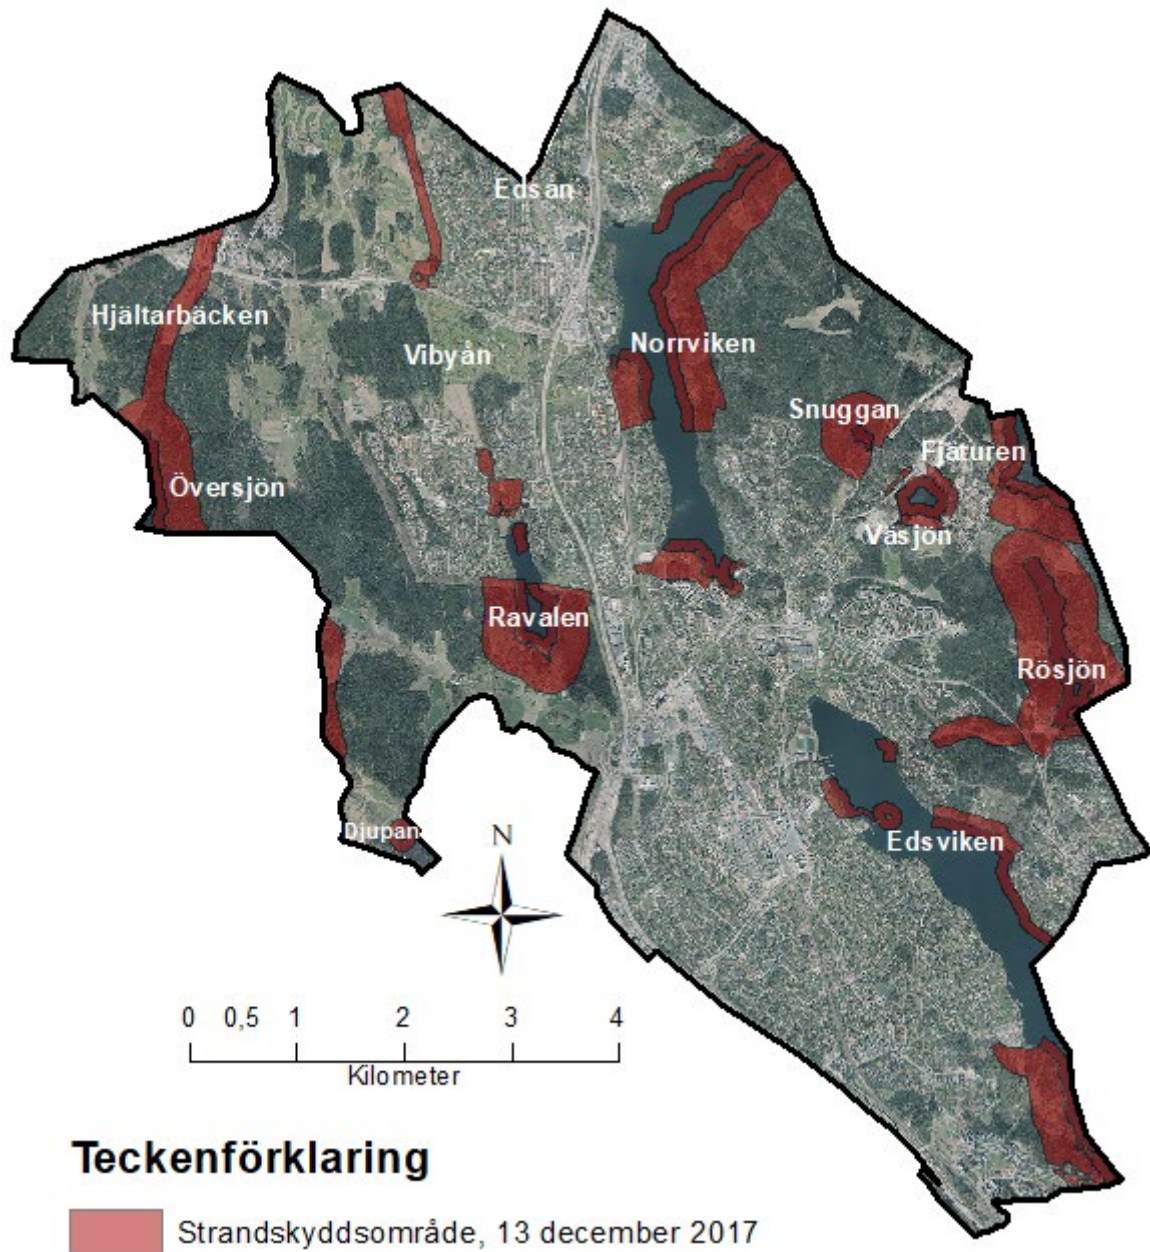 Edsån
Hjältarbäcken
Vibyån
Norrviken
Snuggan
Fjäturen
Översjön
Väsjön
Ravalen
Rösjön
Djupan
Edsviken
N
0 0,5 1 2 3 4
Kilometer
Teckenförklaring
Strandskyddsområde, 13 december 2017